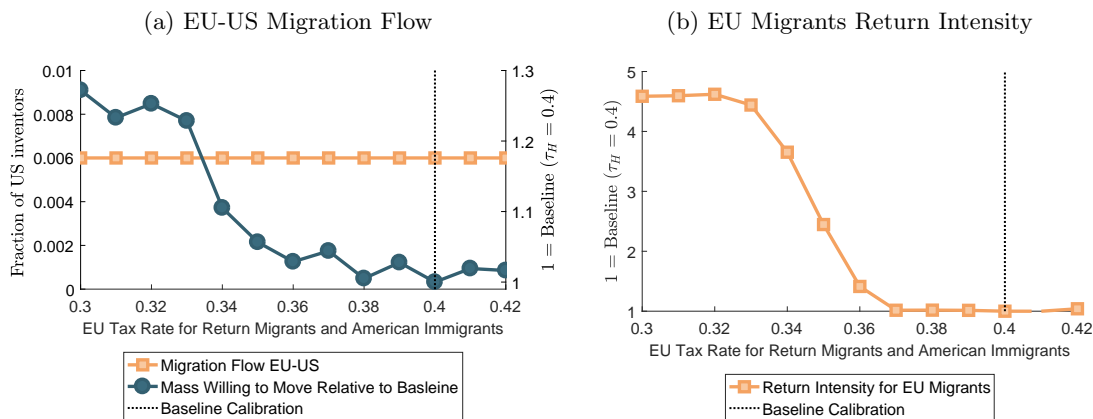 (a) EU-US Migration Flow
0.01
0.008
0.006
0.004
0.002
0
Fraction of US inventors
1.3
1.2
1.1
1
1 = Baseline (τH = 0.4)
0.3 0.32 0.34 0.36 0.38 0.4 0.42
EU Tax Rate for Return Migrants and American Immigrants
Migration Flow EU-US
Mass Willing to Move Relative to Basleine
Baseline Calibration
(b) EU Migrants Return Intensity
5
4
3
2
1
1 = Baseline (τH = 0.4)
0.3 0.32 0.34 0.36 0.38 0.4 0.42
EU Tax Rate for Return Migrants and American Immigrants
Return Intensity for EU Migrants
Baseline Calibration